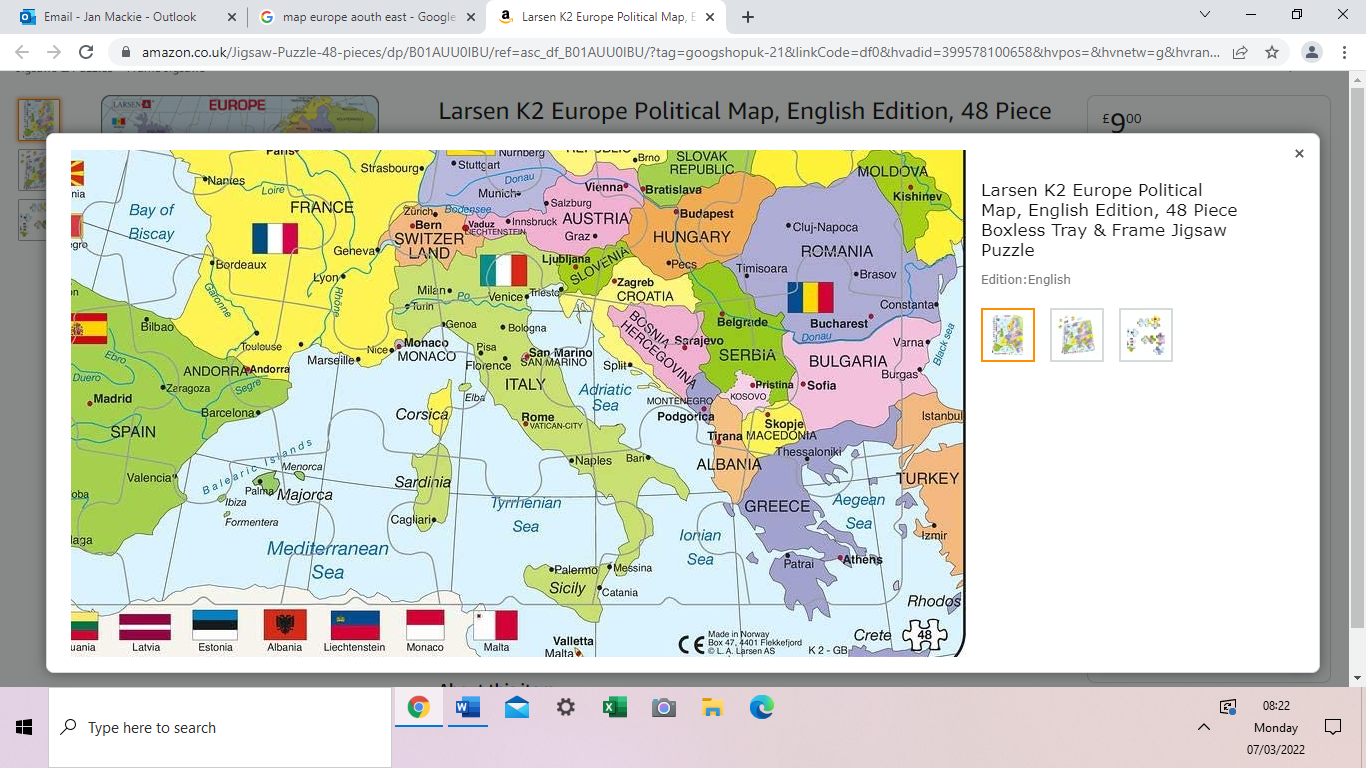 Email - Jan Mackie - Outlook
map europe aouth east - Google
Larsen K2 Europe Political Map, E
amazon.co.uk/Jigsaw-Puzzle-48-pieces/dp/B01AUU0IBU/ref=asc_df_B01AUU0IBU/?tag=googshopuk-21&linkCode=df0&hvadid=399578100658&hvpos=&hvnetw=g&hvran...
LARSEN
EUROPE
Larsen K2 Europe Political Map, English Edition, 48 Piece
£900
Larsen K2 Europe Political
Map, English Edition, 48 Piece
Boxless Tray & Frame Jigsaw
Puzzle
Edition:English
Paris
Strasbourg
Stuttgart
Nürnberg
Brno
SLOVAK
REPUBLIC
MOLDOVA
Nantes
Loire
FRANCE
Munich
Donau
Vienna
Bratislava
Kishinev
Bay of
Biscay
Zürich
Bodensee
Salzburg
Bern
Vaduz
LIECHTENSTEIN
Innsbruck
AUSTRIA
Budapest
Cluj-Napoca
SWITZER
LAND
Graz
HUNGARY
ROMANIA
Geneva
Ljubljana
SLOVENIA
Pecs
Timisoara
Brasov
Bordeaux
Lyon
Milan
Po
Venice
Trieste
Zagreb
CROATIA
Garonne
Rhône
Turin
Constanta
Bilbao
Genoa
Bologna
BOSNIA
HERCEGOVINA
Belgrade
Bucharest
Donau
Toulouse
Marseille
Nice
Monaco
MONACO
Pisa
Florence
San Marino
SAN MARINO
Sarajevo
SERBiA
BULGARIA
Varna
Black sea
Ebro
ANDORRA
Andorra
Split
Burgas
Duero
Zaragoza
Segre
Elba
ITALY
Adriatic
Sea
Pristina
KOSOVO
Sofia
Madrid
Barcelona
Corsica
Rome
VATICAN-CITY
MONTENEGRO
Podgorica
Skopje
MACEDONIA
Istanbul
SPAIN
Tirana
Thessaloniki
Balearic Islands
Menorca
Naples
Bari
ALBANIA
Valencia
Palma
Majorca
Sardinia
TURKEY
Ibiza
Formentera
Cagliari
Tyrrhenian
Sea
GREECE
Aegean
Sea
Ionian
Sea
Izmir
Mediterranean
Sea
Palermo
Messina
Patrai
Athens
Sicily
Catania
Rhodos
uania
Latvia
Estonia
Albania
Liechtenstein
Monaco
Malta
Valletta
Malta
CE
Made in Norway
Box 47, 4401 Flekkefjord
© L. A. Larsen AS
K 2 - GB
Crete
48
Type here to search
08:22
Monday
07/03/2022